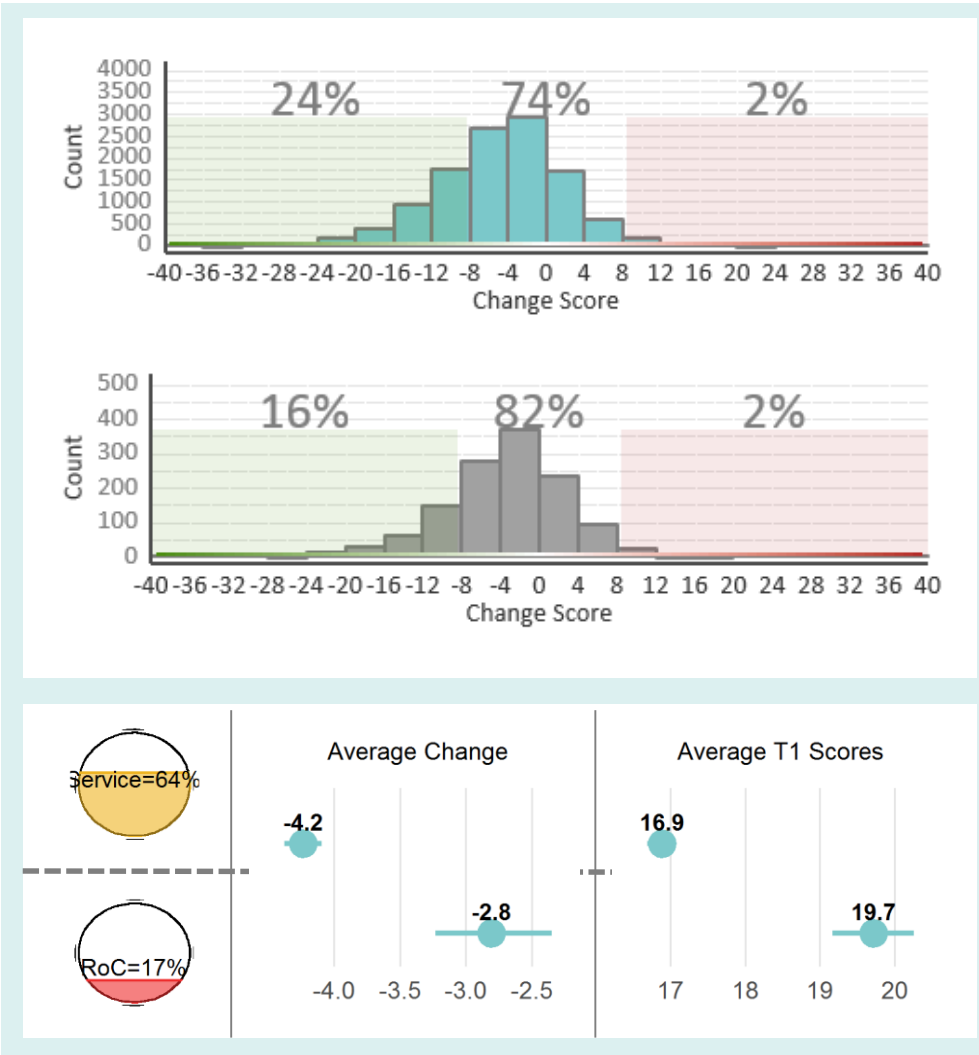 4000
3500
3000
2500
2000
1500
1000
500
0
Count
24% 74% 2%
-40 -36 -32 -28 -24 -20 -16 -12 -8 -4 0 4 8 12 16 20 24 28 32 36 40
Change Score
500
400
300
200
100
0
Count
16% 82% 2%
-40 -36 -32 -28 -24 -20 -16 -12 -8 -4 0 4 8 12 16 20 24 28 32 36 40
Change Score
Service=64%
RoC=17%
Average Change
-4.2
-2.8
-4.0 -3.5 -3.0 -2.5
Average T1 Scores
16.9
19.7
17 18 19 20